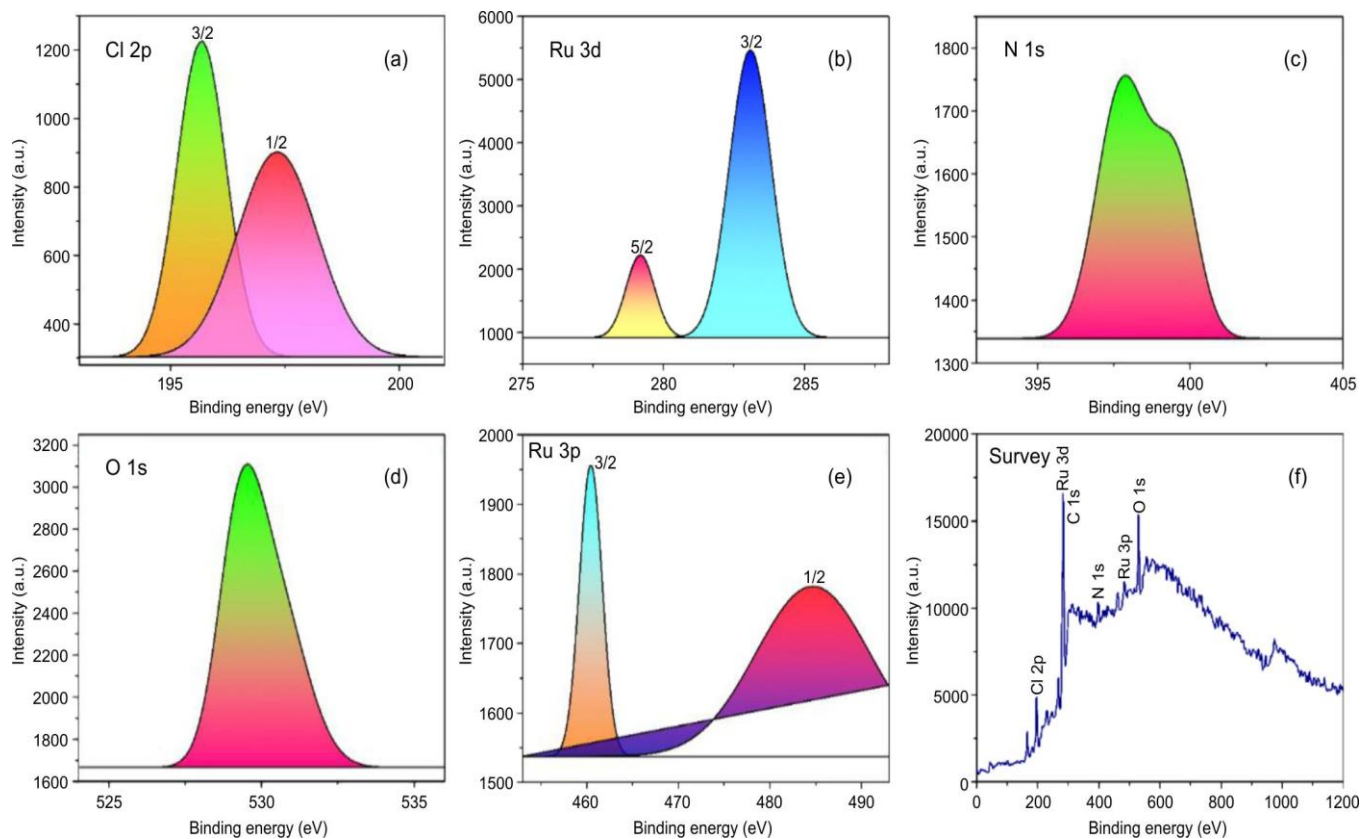 Cl 2p
(a)
3/2
1/2
1200
1000
800
600
400
195
200
Intensity (a.u.)
Binding energy (eV)
Ru 3d
(b)
3/2
5/2
6000
5000
4000
3000
2000
1000
275
280
285
Intensity (a.u.)
Binding energy (eV)
N 1s
(c)
1800
1700
1600
1500
1400
1300
395
400
405
Intensity (a.u.)
Binding energy (eV)
O 1s
(d)
3200
3000
2800
2600
2400
2200
2000
1800
1600
525
530
535
Intensity (a.u.)
Binding energy (eV)
Ru 3p
(e)
3/2
1/2
2000
1900
1800
1700
1600
1500
460
470
480
490
Intensity (a.u.)
Binding energy (eV)
Survey
(f)
Ru 3d
C 1s
O 1s
N 1s
Ru 3p
Cl 2p
20000
15000
10000
5000
0
0
200
400
600
800
1000
1200
Intensity (a.u.)
Binding energy (eV)